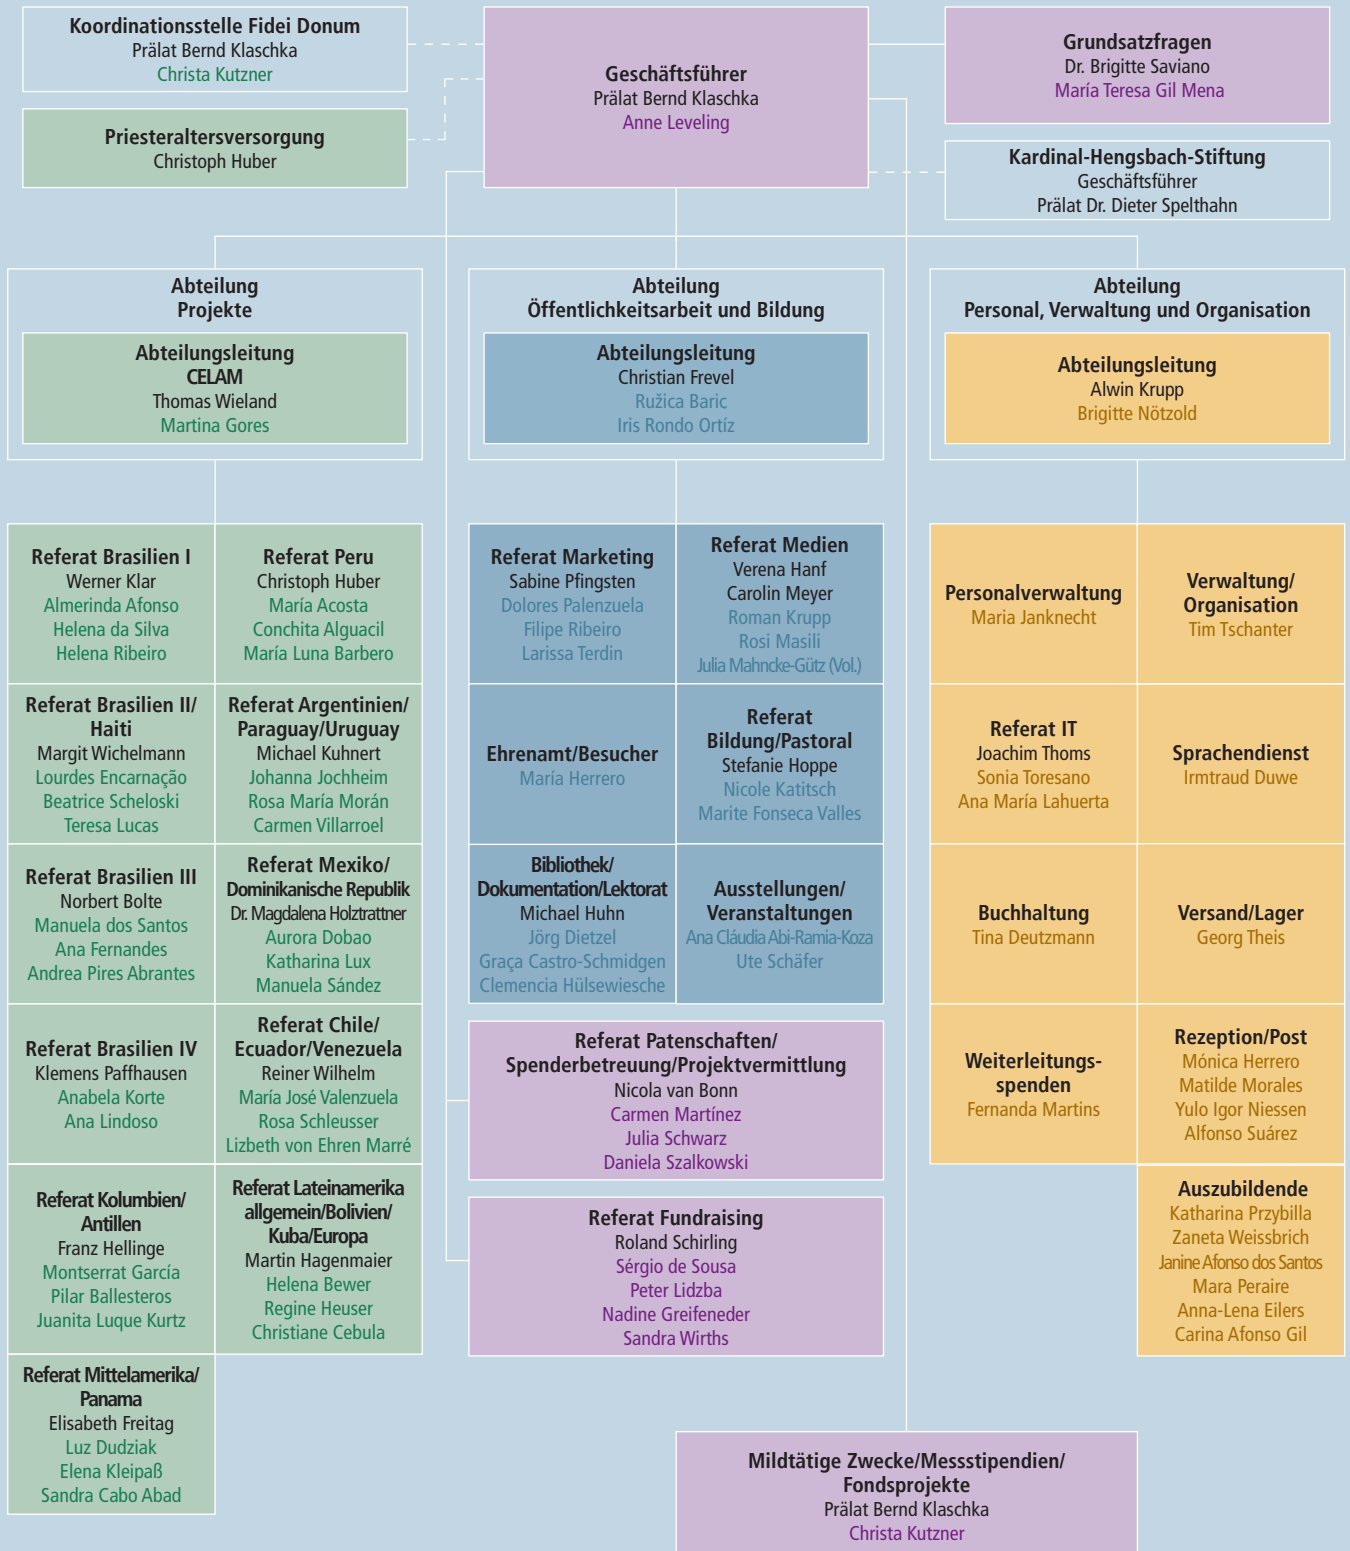 Koordinationsstelle Fidei Donum
Prälat Bernd Klaschka
Christa Kutzner
Priesteraltersversorgung
Christoph Huber
Geschäftsführer
Prälat Bernd Klaschka
Anne Leveling
Grundsatzfragen
Dr. Brigitte Saviano
María Teresa Gil Mena
Kardinal-Hengsbach-Stiftung
Geschäftsführer
Prälat Dr. Dieter Spelthahn
Abteilung
Projekte
Abteilungsleitung
CELAM
Thomas Wieland
Martina Gores
Abteilung
Öffentlichkeitsarbeit und Bildung
Abteilungsleitung
Christian Frevel
Ružica Baric
Iris Rondo Ortíz
Abteilung
Personal, Verwaltung und Organisation
Abteilungsleitung
Alwin Krupp
Brigitte Nötzold
Referat Brasilien I
Werner Klar
Almerinda Afonso
Helena da Silva
Helena Ribeiro
Referat Peru
Christoph Huber
María Acosta
Conchita Alguacil
María Luna Barbero
Referat Brasilien II/
Haiti
Margit Wichelmann
Lourdes Encarnação
Beatrice Scheloski
Teresa Lucas
Referat Argentinien/
Paraguay/Uruguay
Michael Kuhnert
Johanna Jochheim
Rosa María Morán
Carmen Villarroel
Referat Brasilien III
Norbert Bolte
Manuela dos Santos
Ana Fernandes
Andrea Pires Abrantes
Referat Mexiko/
Dominikanische Republik
Dr. Magdalena Holztrattner
Aurora Dobao
Katharina Lux
Manuela Sández
Referat Brasilien IV
Klemens Paffhausen
Anabela Korte
Ana Lindoso
Referat Chile/
Ecuador/Venezuela
Reiner Wilhelm
María José Valenzuela
Rosa Schleusser
Lizbeth von Ehren Marré
Referat Kolumbien/
Antillen
Franz Hellinge
Montserrat García
Pilar Ballesteros
Juanita Luque Kurtz
Referat Lateinamerika
allgemein/Bolivien/
Kuba/Europa
Martin Hagenmaier
Helena Bewer
Regine Heuser
Christiane Cebula
Referat Mittelamerika/
Panama
Elisabeth Freitag
Luz Dudziak
Elena Kleipaß
Sandra Cabo Abad
Referat Marketing
Sabine Pfingsten
Dolores Palenzuela
Filipe Ribeiro
Larissa Terdin
Referat Medien
Verena Hanf
Carolin Meyer
Roman Krupp
Rosi Masili
Julia Mahncke-Gütz (Vol.)
Ehrenamt/Besucher
María Herrero
Referat
Bildung/Pastoral
Stefanie Hoppe
Nicole Katitsch
Marite Fonseca Valles
Bibliothek/
Dokumentation/Lektorat
Michael Huhn
Jörg Dietzel
Graça Castro-Schmidgen
Clemencia Hülsewiesche
Ausstellungen/
Veranstaltungen
Ana Cláudia Abi-Ramia-Koza
Ute Schäfer
Referat Patenschaften/
Spenderbetreuung/Projektvermittlung
Nicola van Bonn
Carmen Martínez
Julia Schwarz
Daniela Szalkowski
Referat Fundraising
Roland Schirling
Sérgio de Sousa
Peter Lidzba
Nadine Greifeneder
Sandra Wirths
Personalverwaltung
Maria Janknecht
Verwaltung/
Organisation
Tim Tschanter
Referat IT
Joachim Thoms
Sonia Toresano
Ana María Lahuerta
Sprachendienst
Irmtraud Duwe
Buchhaltung
Tina Deutzmann
Versand/Lager
Georg Theis
Weiterleitungs-
spenden
Fernanda Martins
Rezeption/Post
Mónica Herrero
Matilde Morales
Yulo Igor Niessen
Alfonso Suárez
Auszubildende
Katharina Przybilla
Zaneta Weissbrich
Janine Afonso dos Santos
Mara Peraire
Anna-Lena Eilers
Carina Afonso Gil
Mildtätige Zwecke/Messstipendien/
Fondsprojekte
Prälat Bernd Klaschka
Christa Kutzner